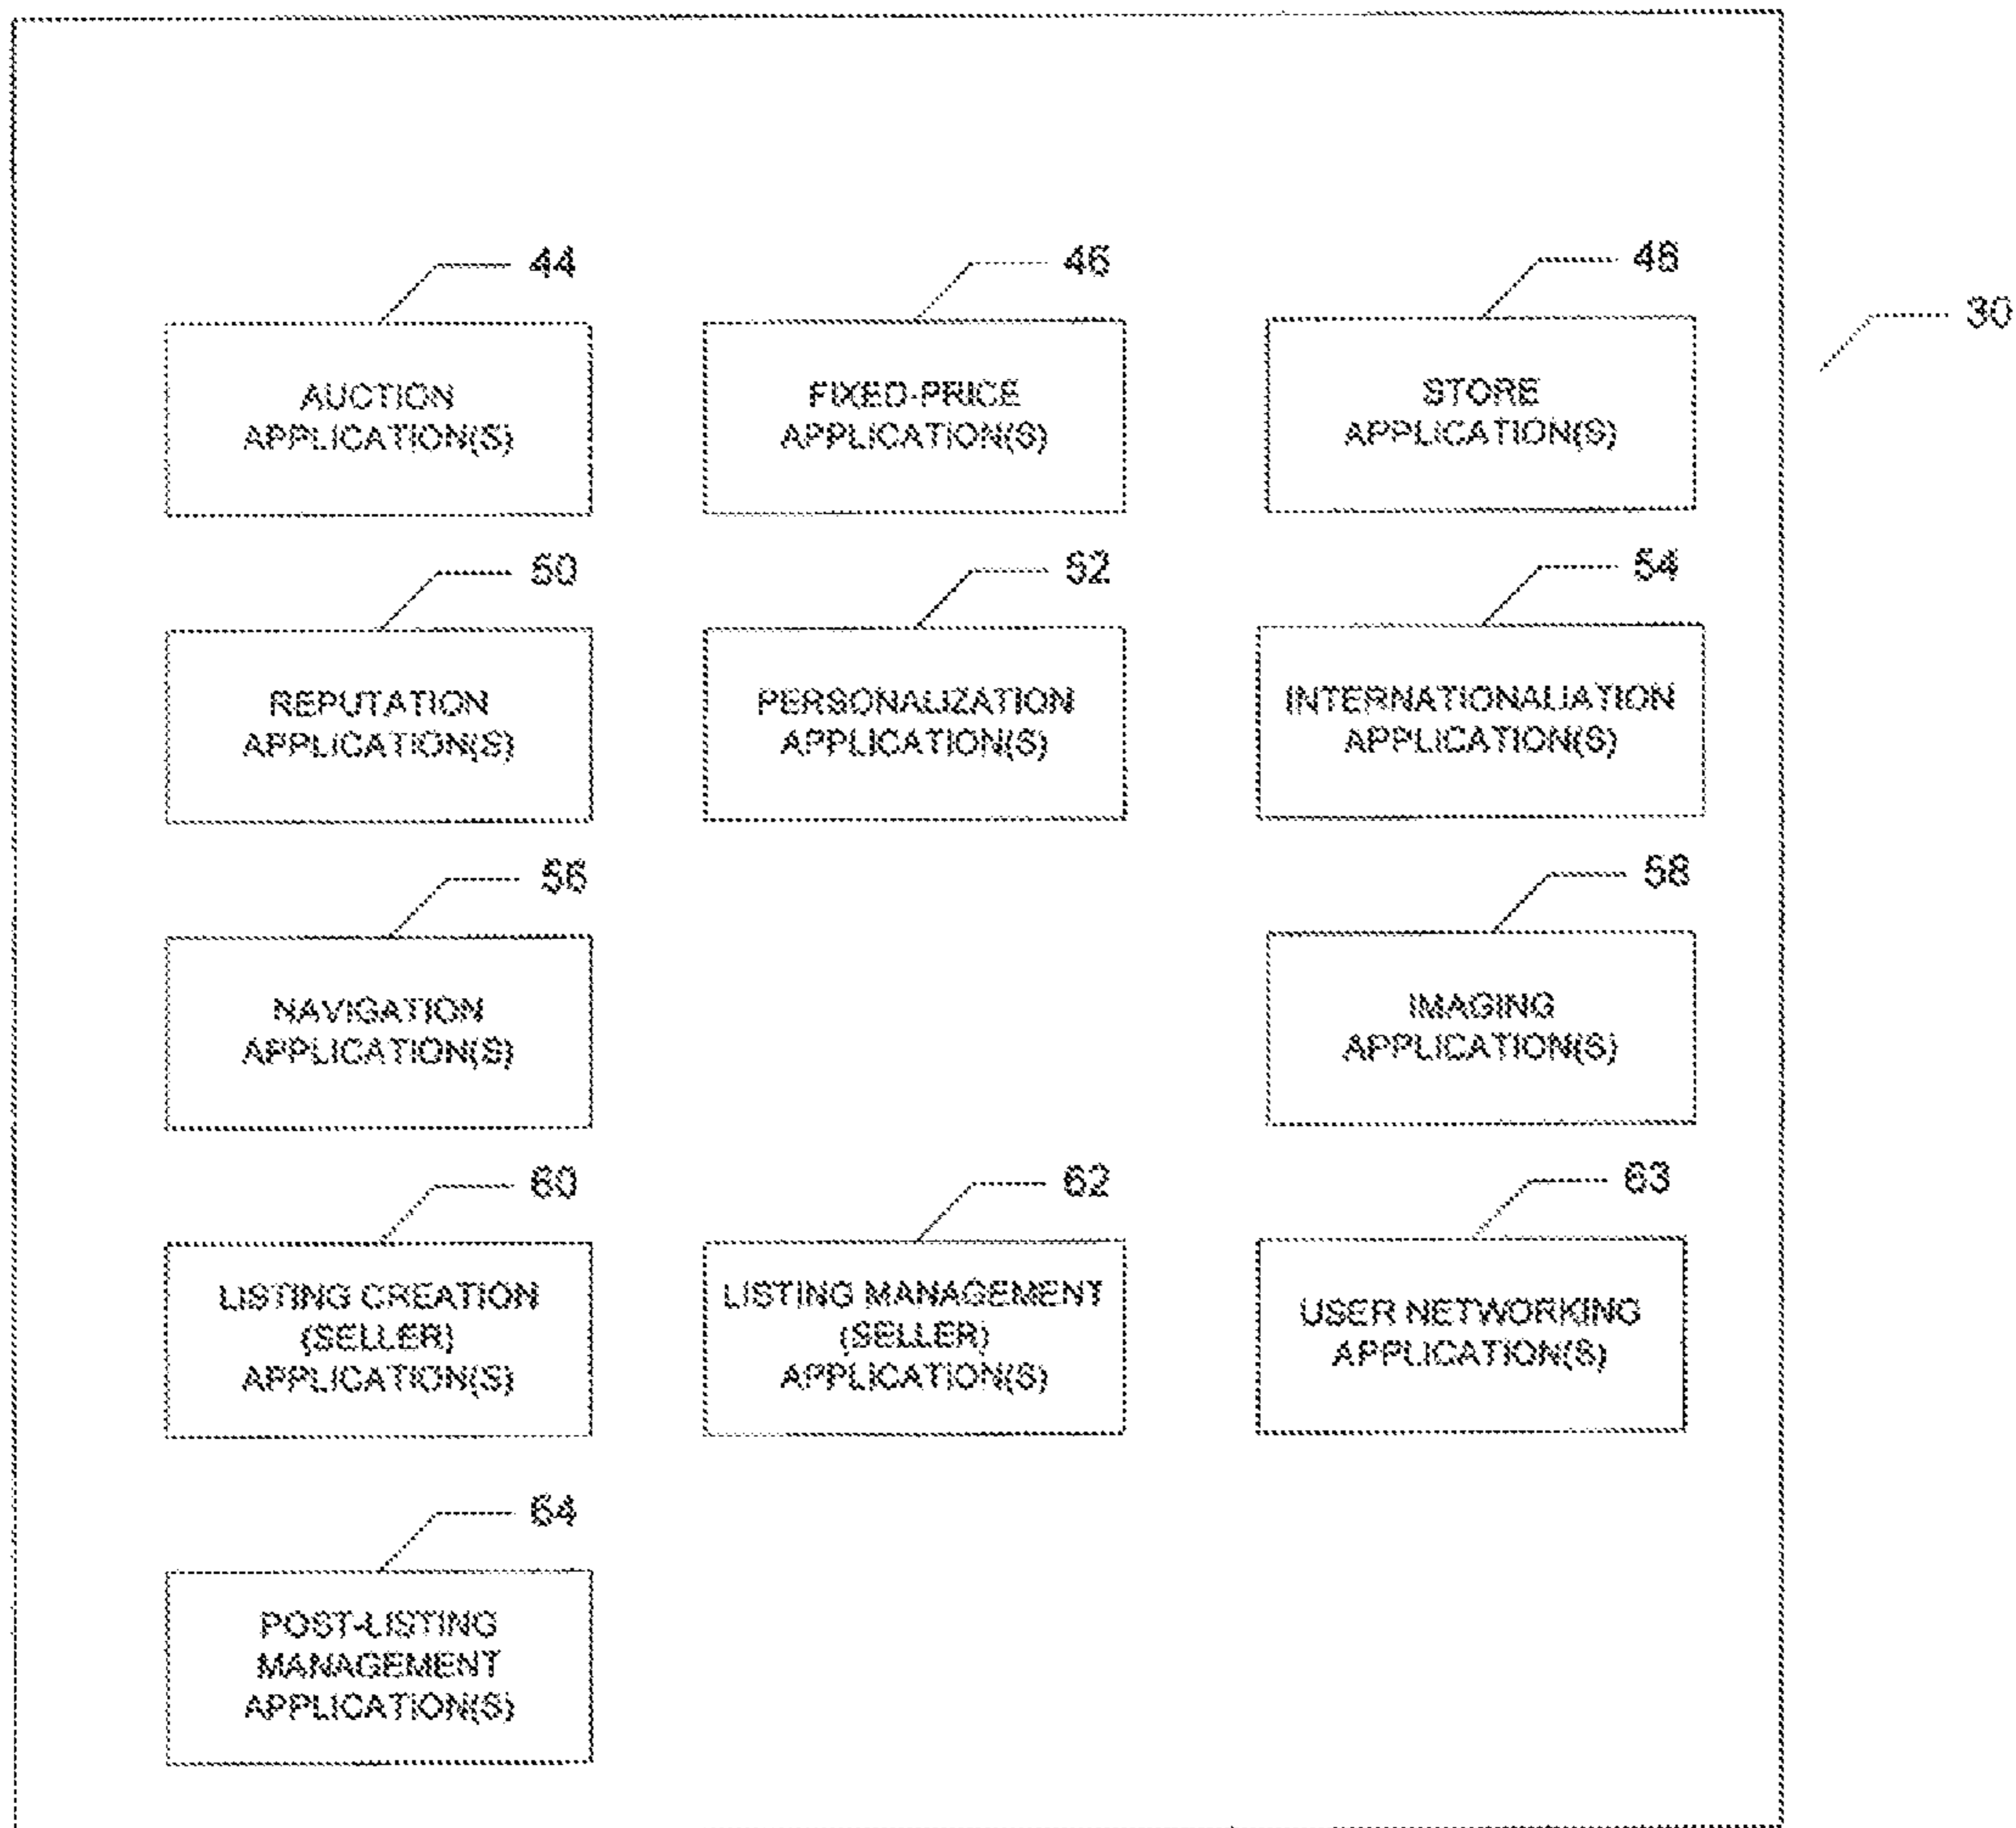 44
46
48
30
AUCTION
APPLICATION(S)
FIXED-PRICE
APPLICATION(S)
STORE
APPLICATION(S)
50
52
54
REPUTATION
APPLICATION(S)
PERSONALIZATION
APPLICATION(S)
INTERNATIONALIATION
APPLICATION(S)
56
58
NAVIGATION
APPLICATION(S)
IMAGING
APPLICATION(S)
60
62
63
LISTING CREATION
(SELLER)
APPLICATION(S)
LISTING MANAGEMENT
(SELLER)
APPLICATION(S)
USER NETWORKING
APPLICATION(S)
64
POST-LISTING
MANAGEMENT
APPLICATION(S)